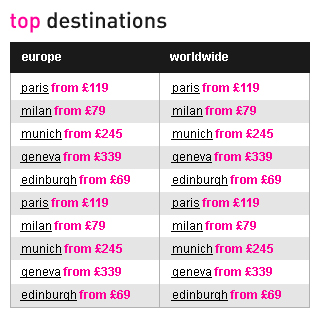 top destinations
europe worldwide
paris from £119 paris from £119
milan from £79 milan from £79
munich from £245 munich from £245
geneva from £339 geneva from £339
edinburgh from £69 edinburgh from £69
paris from £119 paris from £119
milan from £79 milan from £79
munich from £245 munich from £245
geneva from £339 geneva from £339
edinburgh from £69 edinburgh from £69